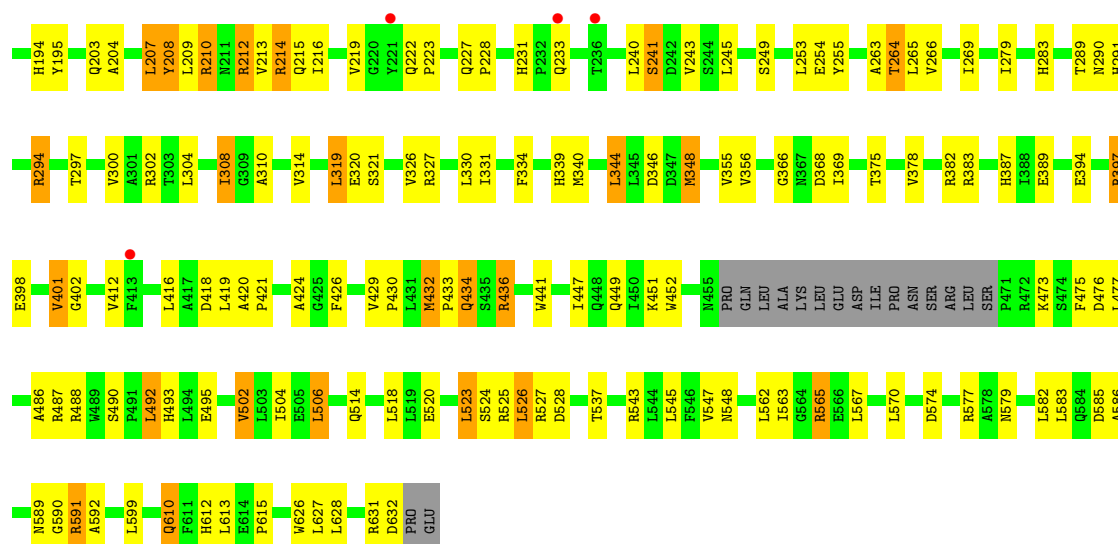 H194 Y195 Q203 A204 L207 Y208 L209 R210 N211 R212 V213 R214 Q215 I216 V219 G220 Y221 Q222 P223 Q227 P228 H231 P232 Q233 T236 L240 S241 D242 V243 S244 L245 S249 L253 E254 Y255 A263 T264 L265 V266 I269 I279 H283 T289 N290 H291
R294 T297 V300 A301 R302 T303 L304 I308 G309 A310 V314 L319 E320 S321 V326 R327 L330 I331 F334 H339 M340 L344 L345 D346 D347 M348 V355 V356 G366 N367 D368 I369 T375 V378 R382 R383 H387 I388 E389 E394
E398 V401 G402 V412 F413 L416 A417 D418 L419 A420 P421 A424 G425 F426 V429 P430 L431 M432 P433 Q434 S435 R436 W441 I447 Q448 Q449 I450 K451 W452 N455 PRO GLN LEU ALA LYS LEU GLU ASP ILE PRO ASN SER ARG LEU SER P471 R472 K473 S474 F475 D476
A486 R487 R488 W489 S490 P491 L492 H493 L494 E495 V502 L503 I504 E505 L506 Q514 L518 L519 E520 L523 S524 R525 L526 R527 D528 T537 R543 L544 L545 F546 V547 N548 L562 I563 G564 R565 E566 L567 L570 D574 R577 A578 N579 L582 L583 Q584 D585
N589 G590 R591 A592 L599 Q610 F611 H612 L613 E614 P615 W626 L627 L628 R631 D632 PRO GLU